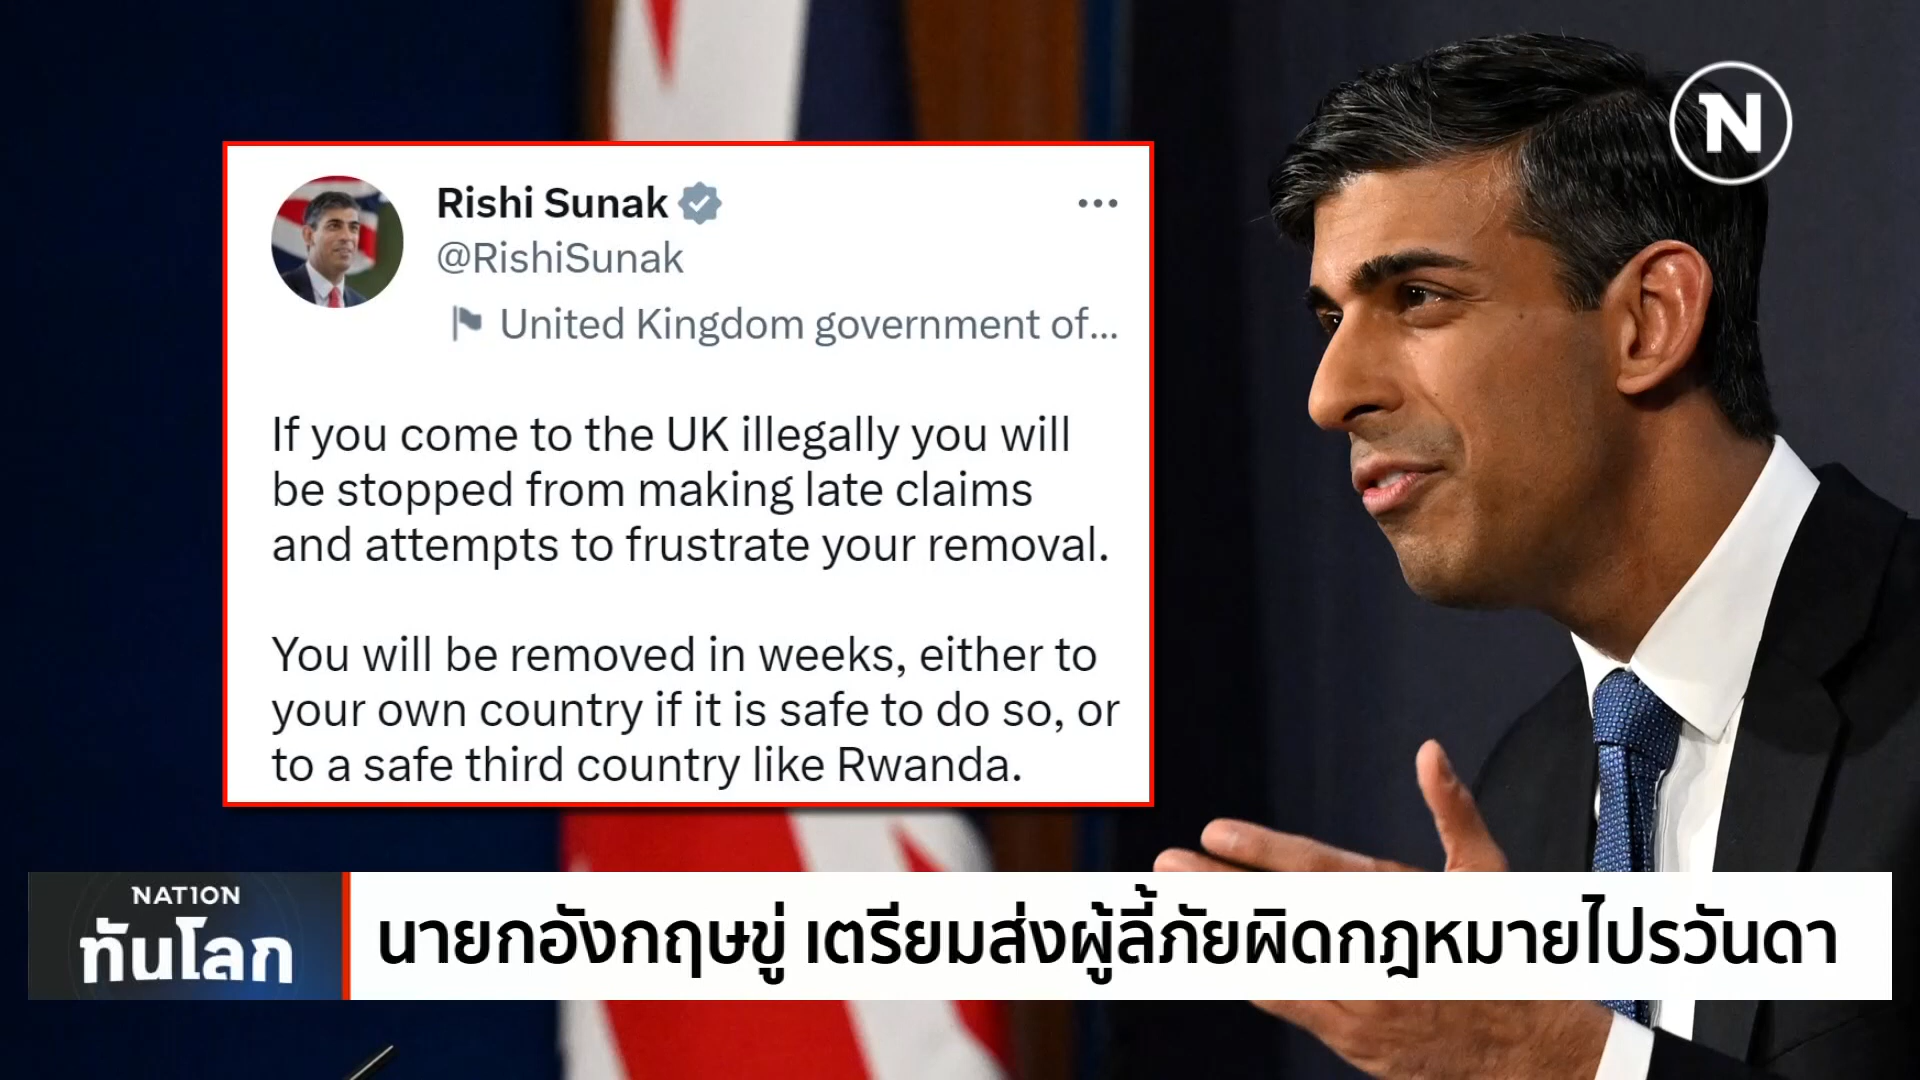 N
Rishi Sunak
@RishiSunak
United Kingdom government of...
If you come to the UK illegally you will
be stopped from making late claims
and attempts to frustrate your removal.
You will be removed in weeks, either to
your own country if it is safe to do so, or
to a safe third country like Rwanda.
NATION
ทันโลก
นายกอังกฤษขู่ เตรียมส่งผู้ลี้ภัยผิดกฎหมายไปรวันดา